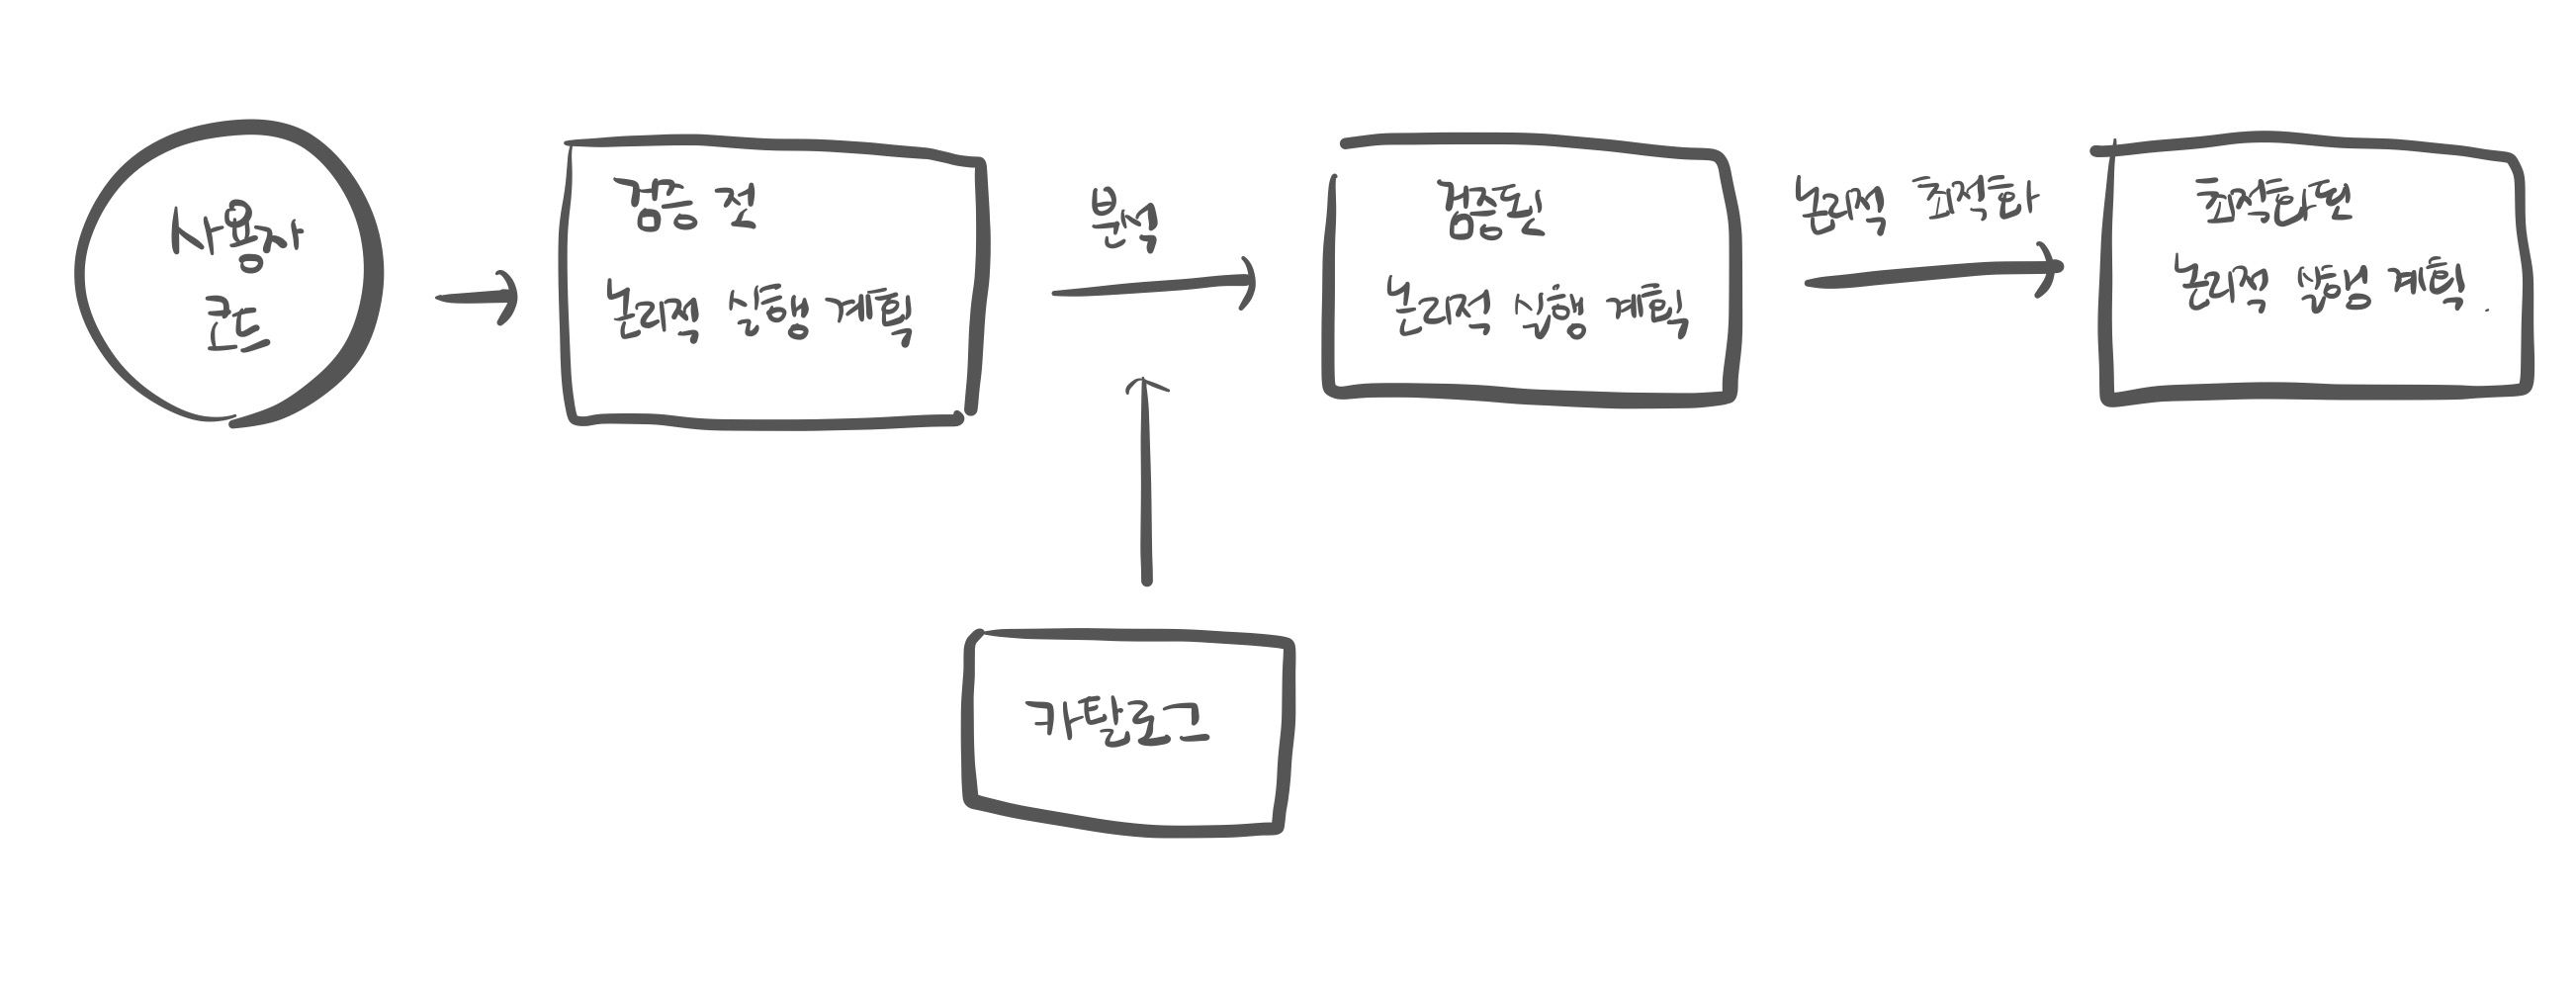 사용자
코드
검증 전
논리적 실행 계획
분석
검증된
논리적 실행 계획
논리적 최적화
최적화된
논리적 실행 계획.
카탈로그